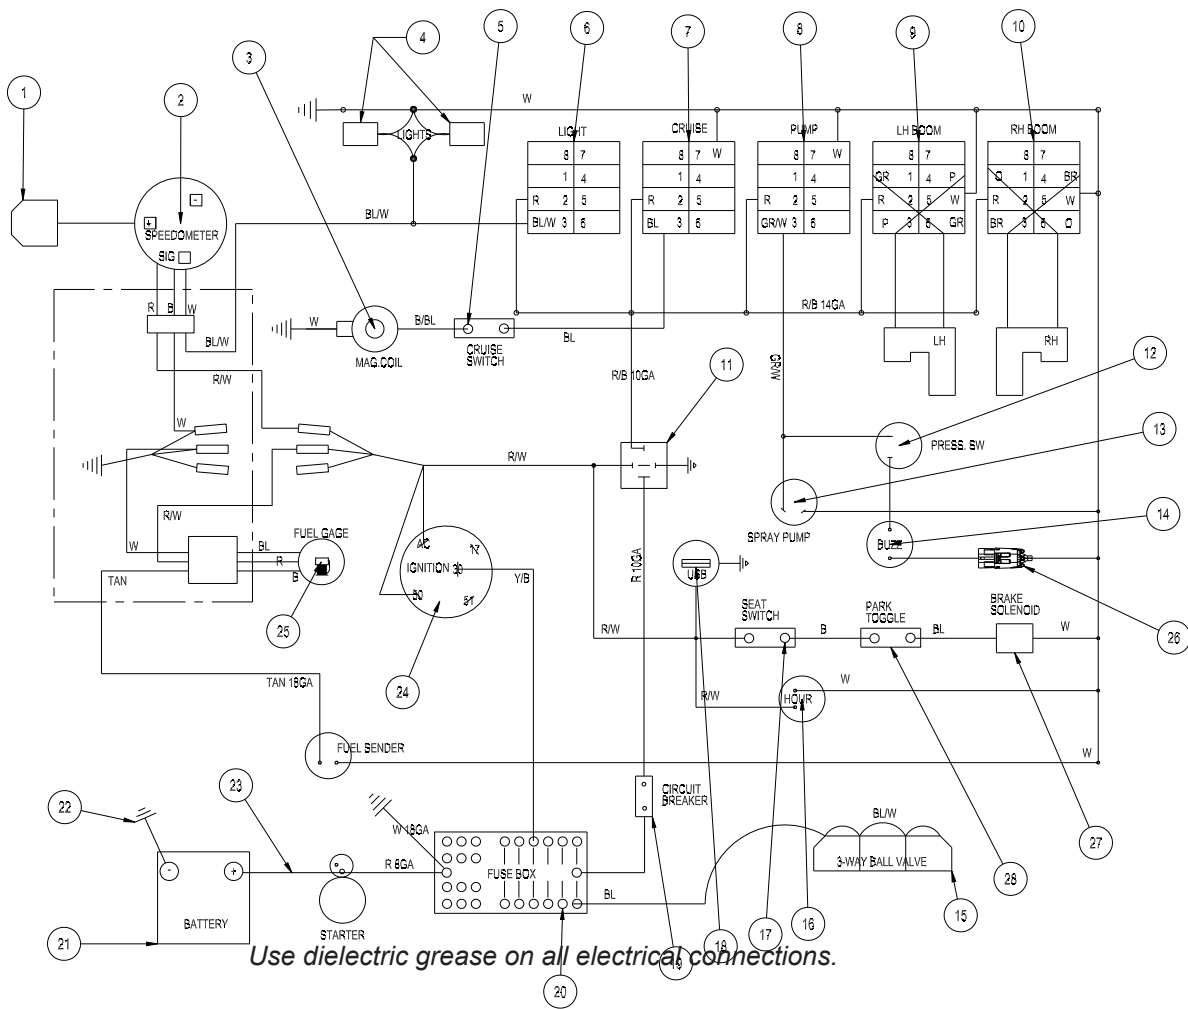 1
2
3
4
5
6
7
8
9
10
W
LIGHTS
LIGHT
CRUISE
PUMP
LH BOOM
RH BOOM
8 7
1 4
R 2 5
BL/W 3 6
8 7 W
1 4
R 2 5
BL 3 6
8 7 W
1 4
R 2 5
GR/W 3 6
8 7
GR 1 4 P
R 2 5 W
P 3 6 GR
8 7
O 1 4 BR
R 2 5 W
BR 3 6 O
BL/W
+
-
SPEEDOMETER
SIG
R B W
BL/W
R/W
W
MAG.COIL
B/BL
CRUISE
SWITCH
BL
R/B 14GA
LH
RH
R/B 10GA
GR/W
11
12
13
14
PRESS. SW
SPRAY PUMP
BUZZ
W
R/W
R/W
W
TAN
FUEL GAGE
BL
R
B
25
AC
17
IGNITION 30
50
51
Y/B
24
R 10GA
USB
SEAT
SWITCH
PARK
TOGGLE
BRAKE
SOLENOID
26
R/W
B
BL
W
R/W
HOUR
W
TAN 18GA
FUEL SENDER
W
22
23
CIRCUIT
BREAKER
W 18GA
R 6GA
FUSE BOX
BL
BL/W
3-WAY BALL VALVE
27
28
-
+
BATTERY
STARTER
21
15
16
17
18
19
20
Use dielectric grease on all electrical connections.